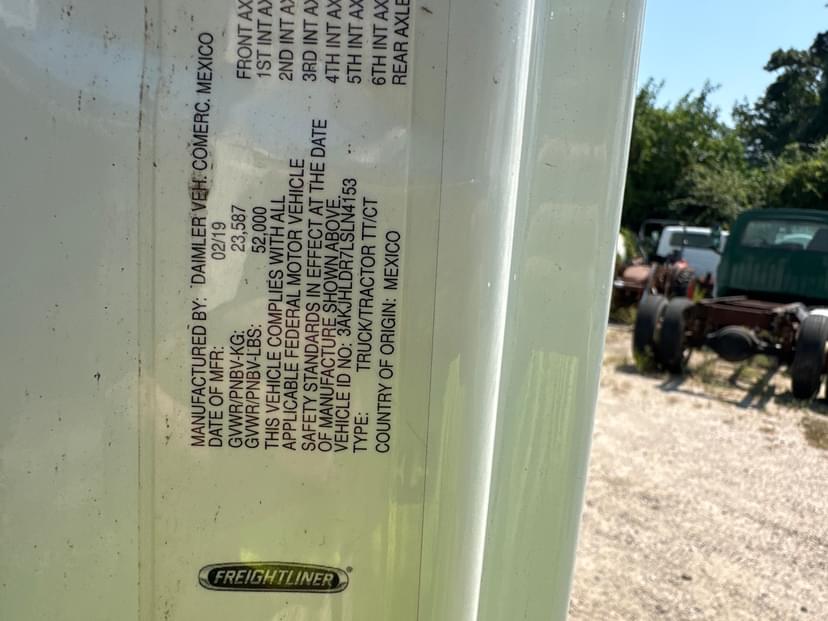 MANUFACTURED BY: DAIMLER VEH. COMERC. MEXICO
DATE OF MFR: 02/19
GVWR/PNBV-KG: 23,587
GVWR/PNBV-LBS: 52,000
THIS VEHICLE COMPLIES WITH ALL
APPLICABLE FEDERAL MOTOR VEHICLE
SAFETY STANDARDS IN EFFECT AT THE DATE
OF MANUFACTURE SHOWN ABOVE.
VEHICLE ID NO: 3AKJHLDR7LSLN4153
TYPE: TRUCK/TRACTOR TT/CT
COUNTRY OF ORIGIN: MEXICO
FRONT AX
1ST INT AX
2ND INT AX
3RD INT AX
4TH INT AX
5TH INT AX
6TH INT AX
REAR AXLE
FREIGHTLINER®